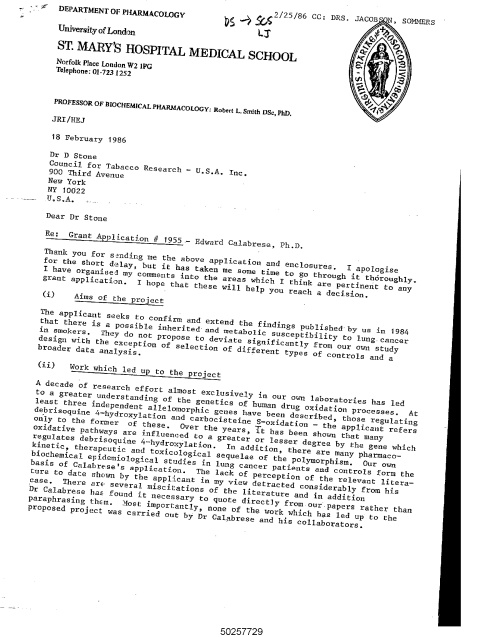 DEPARTMENT OF PHARMACOLOGY
DS → SCS 2/25/86 CC: DRS. JACOBSON, SOMMERS
LJ
University of London
ST. MARY'S HOSPITAL MEDICAL SCHOOL
Norfolk Place London W2 1PG
Telephone: 01-723 1252
VIRGINIS MARIAE NOSOCOMIUM BEATAE
PROFESSOR OF BIOCHEMICAL PHARMACOLOGY: Robert L. Smith DSc, PhD.
JRI/HEJ
18 February 1986
Dr D Stone
Council for Tabacco Research - U.S.A. Inc.
900 Third Avenue
New York
NY 10022
U.S.A.
Dear Dr Stone
Re: Grant Application # 1955 - Edward Calabrese, Ph.D.
Thank you for sending me the above application and enclosures. I apologise
for the short delay, but it has taken me some time to go through it thoroughly.
I have organised my comments into the areas which I think are pertinent to any
grant application. I hope that these will help you reach a decision.
(i) Aims of the project
The applicant seeks to confirm and extend the findings published by us in 1984
that there is a possible inherited and metabolic susceptibility to lung cancer
in smokers. They do not propose to deviate significantly from our own study
design with the exception of selection of different types of controls and a
broader data analysis.
(ii) Work which led up to the project
A decade of research effort almost exclusively in our own laboratories has led
to a greater understanding of the genetics of human drug oxidation processes. At
least three independent allelomorphic genes have been described, those regulating
debrisoquine 4-hydroxylation and carbocisteine S-oxidation - the applicant refers
only to the former of these. Over the years, it has been shown that many
oxidative pathways are influenced to a greater or lesser degree by the gene which
regulates debrisoquine 4-hydroxylation. In addition, there are many pharmaco-
kinetic, therapeutic and toxicological sequelas of the polymorphism. Our own
biochemical epidemiological studies in lung cancer patients and controls form the
basis of Calabrese's application. The lack of perception of the relevant litera-
ture to date shown by the applicant in my view detracted considerably from his
case. There are several miscitations of the literature and in addition
Dr Calabrese has found it necessary to quote directly from our papers rather than
paraphrasing them. Most importantly, none of the work which has led up to the
proposed project was carried out by Dr Calabrese and his collaborators.
50257729